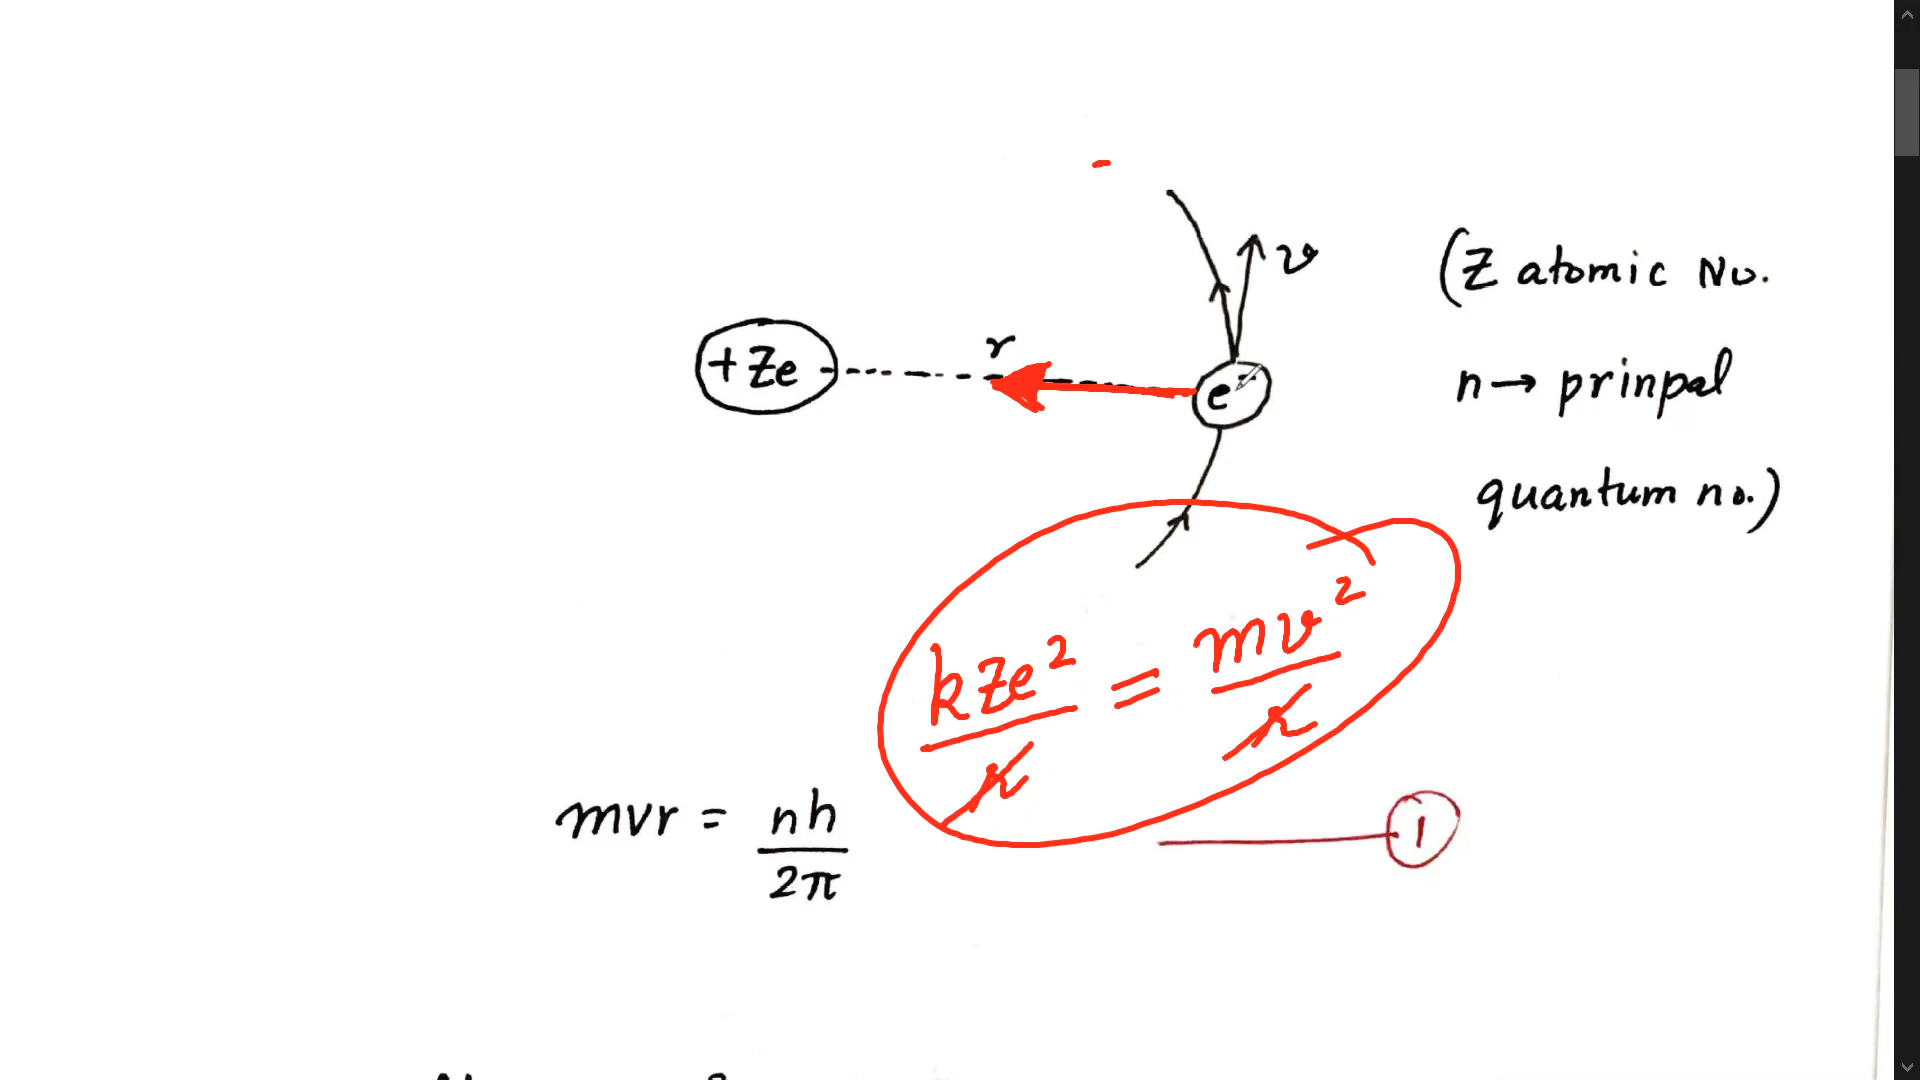 v
(Z atomic No.
r
+Ze
e-
n→ prinpal
quantum no.)
kZe²/r = mv²/r
mvr = nh/2π
1